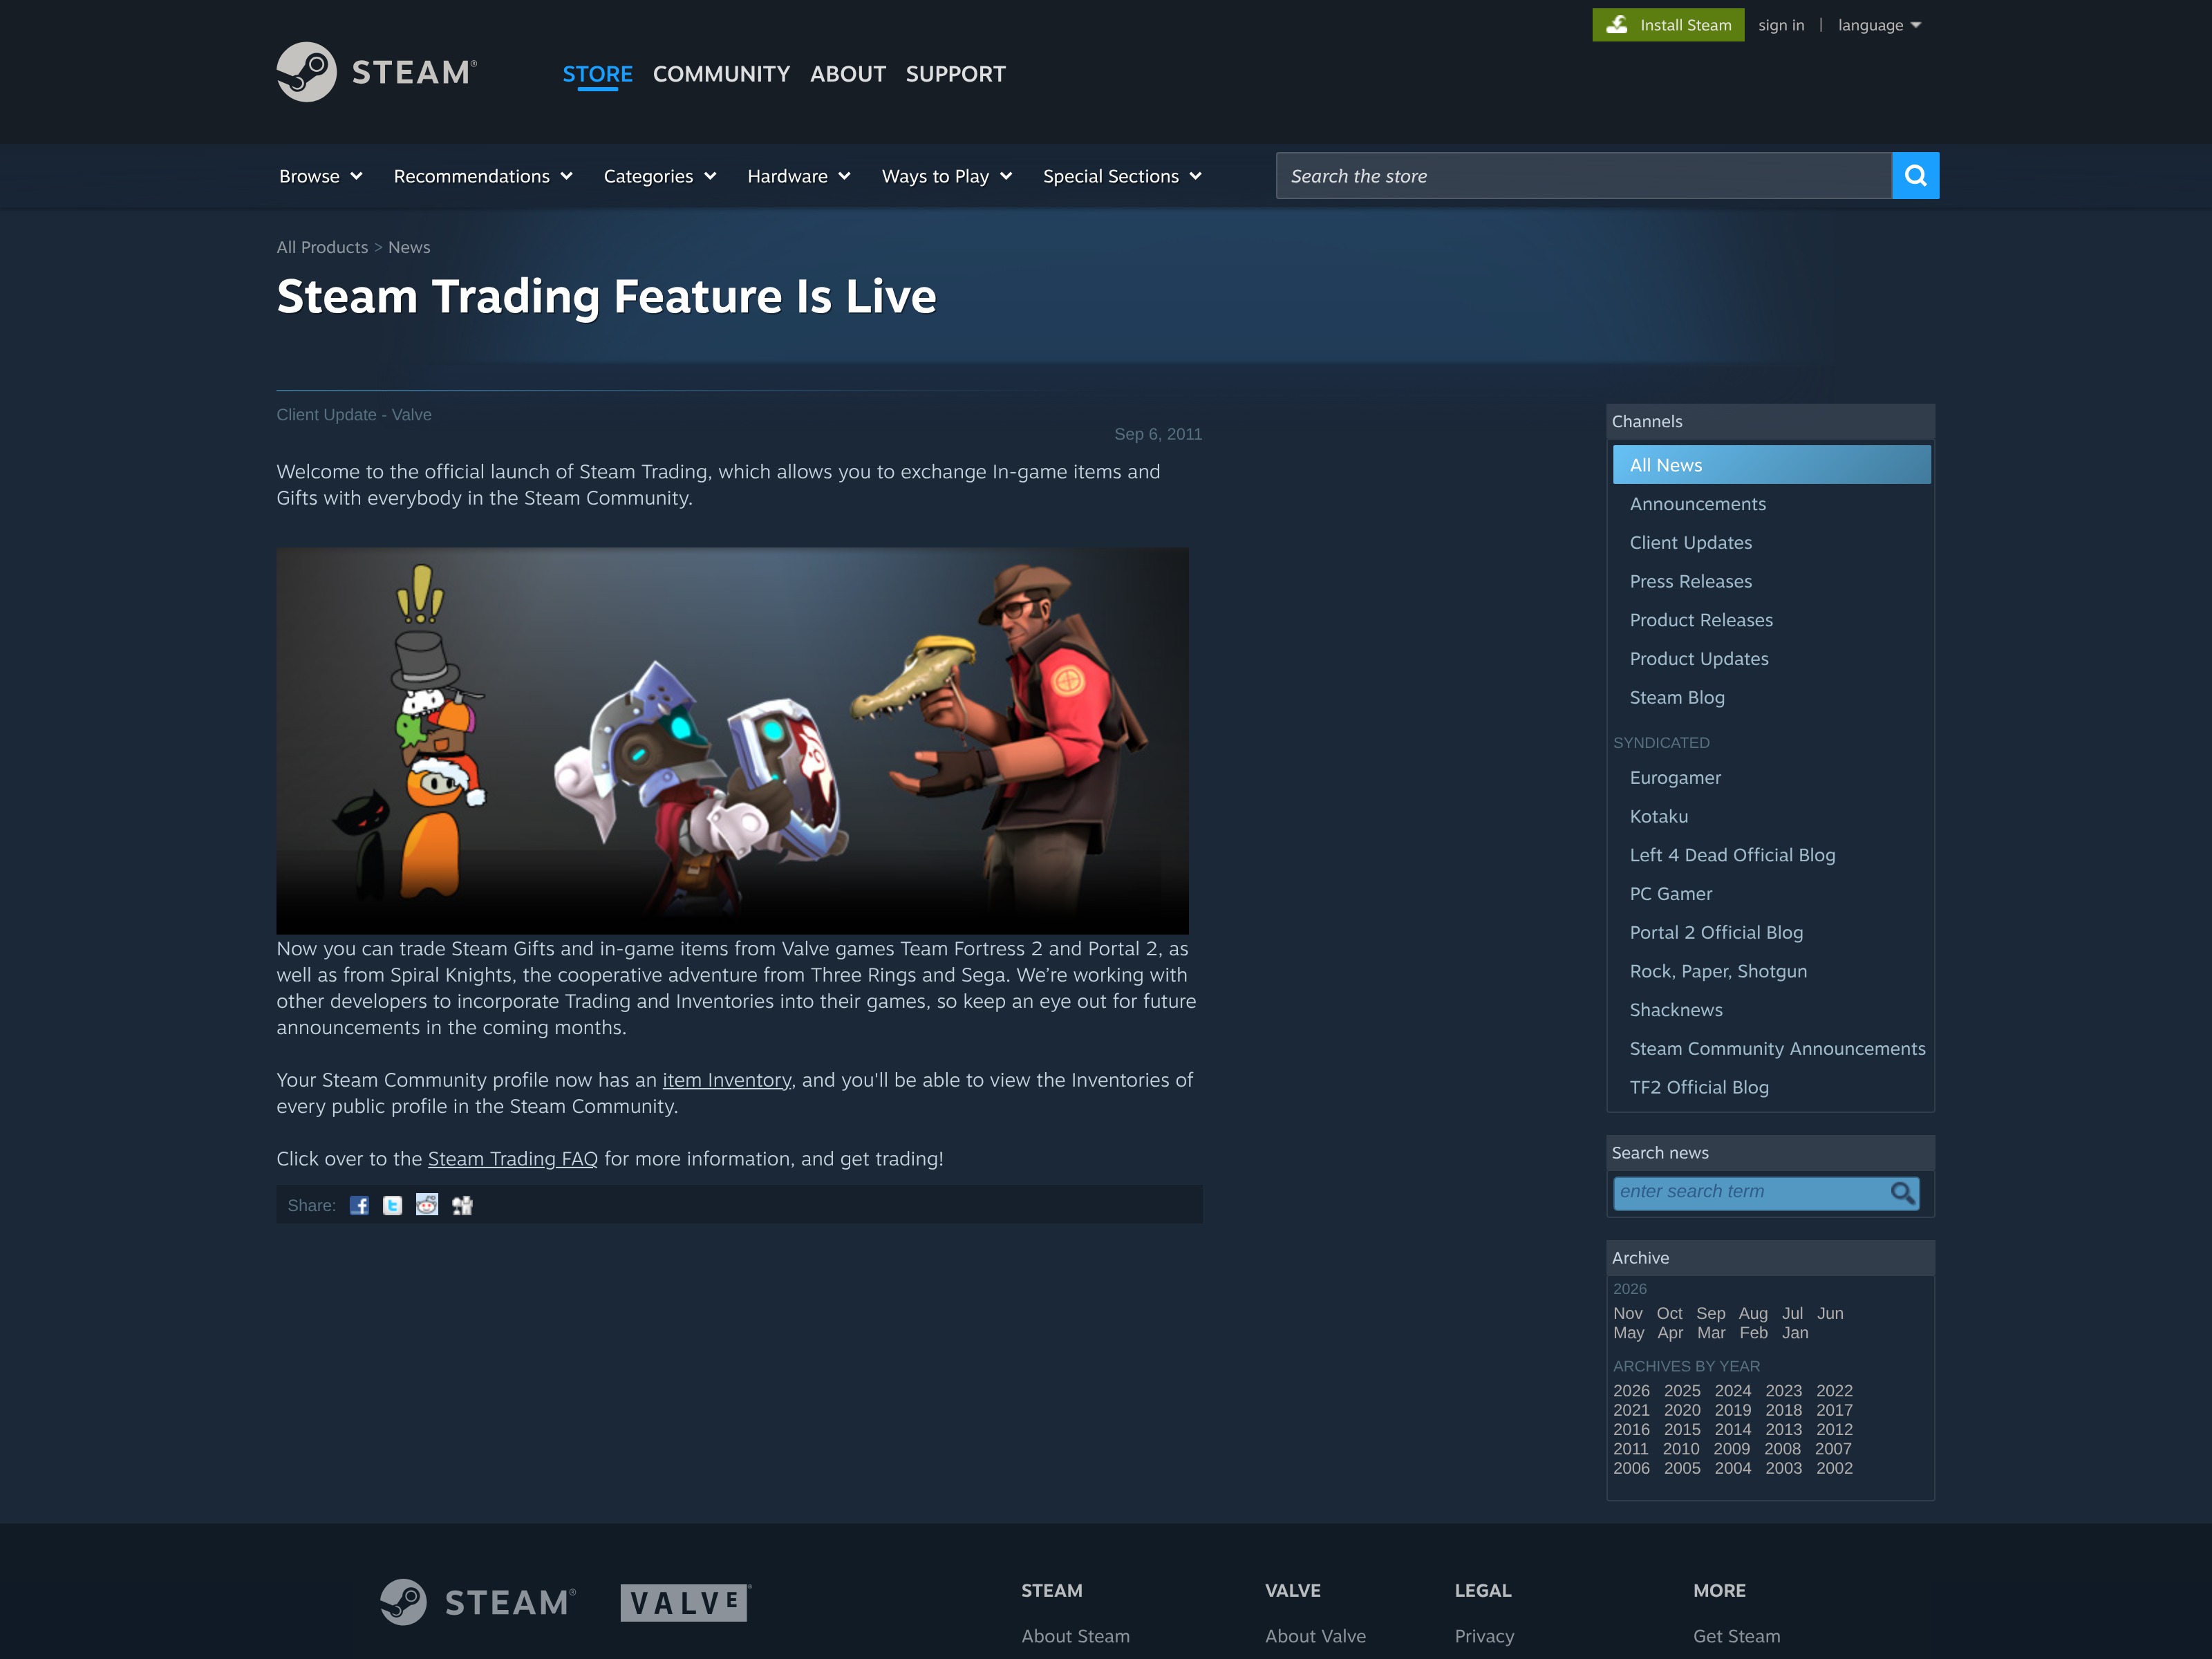 Install Steam
sign in | language
STEAM®
STORE COMMUNITY ABOUT SUPPORT
Browse Recommendations Categories Hardware Ways to Play Special Sections
Search the store
All Products > News
Steam Trading Feature Is Live
Client Update - Valve
Sep 6, 2011
Welcome to the official launch of Steam Trading, which allows you to exchange In-game items and
Gifts with everybody in the Steam Community.
Now you can trade Steam Gifts and in-game items from Valve games Team Fortress 2 and Portal 2, as
well as from Spiral Knights, the cooperative adventure from Three Rings and Sega. We’re working with
other developers to incorporate Trading and Inventories into their games, so keep an eye out for future
announcements in the coming months.
Your Steam Community profile now has an item Inventory, and you'll be able to view the Inventories of
every public profile in the Steam Community.
Click over to the Steam Trading FAQ for more information, and get trading!
Share:
Channels
All News
Announcements
Client Updates
Press Releases
Product Releases
Product Updates
Steam Blog
SYNDICATED
Eurogamer
Kotaku
Left 4 Dead Official Blog
PC Gamer
Portal 2 Official Blog
Rock, Paper, Shotgun
Shacknews
Steam Community Announcements
TF2 Official Blog
Search news
enter search term
Archive
2026
Nov Oct Sep Aug Jul Jun
May Apr Mar Feb Jan
ARCHIVES BY YEAR
2026 2025 2024 2023 2022
2021 2020 2019 2018 2017
2016 2015 2014 2013 2012
2011 2010 2009 2008 2007
2006 2005 2004 2003 2002
STEAM® VALVE
STEAM VALVE LEGAL MORE
About Steam About Valve Privacy Get Steam